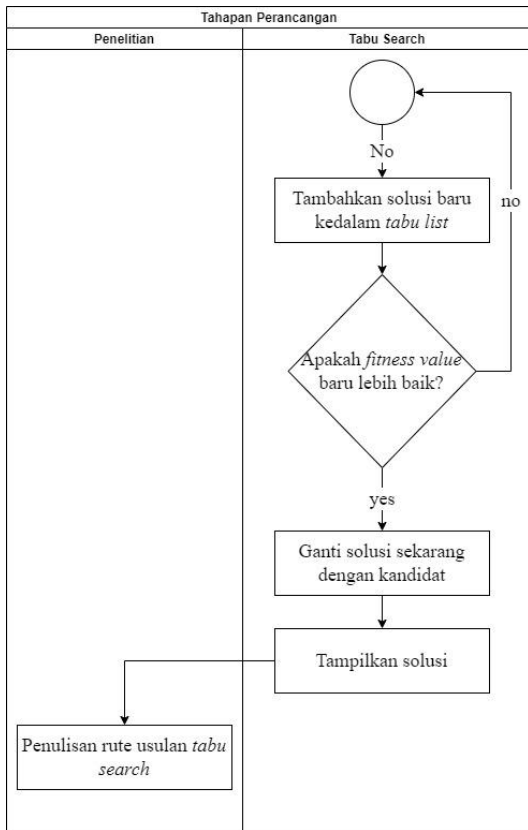 Tahapan Perancangan
Penelitian
Tabu Search
No
Tambahkan solusi baru
kedalam tabu list
no
Apakah fitness value
baru lebih baik?
yes
Ganti solusi sekarang
dengan kandidat
Tampilkan solusi
Penulisan rute usulan tabu
search